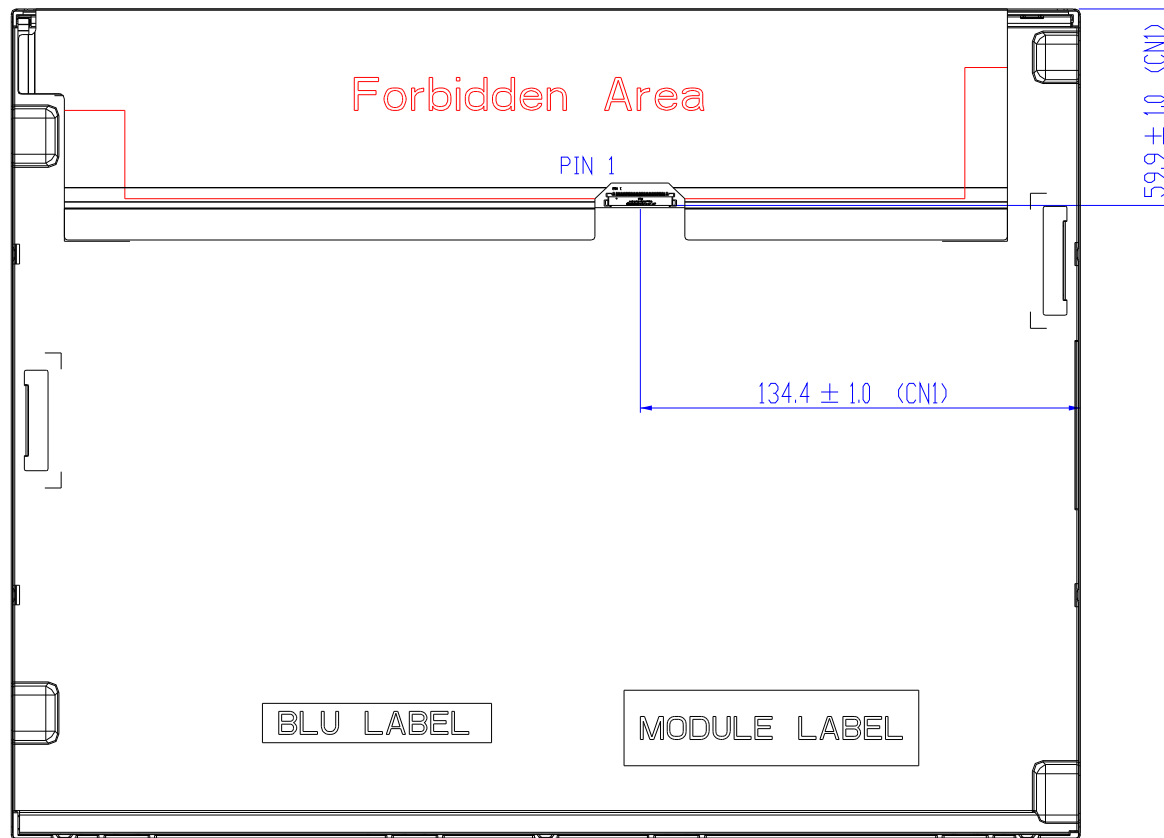 Forbidden Area
PIN 1
59.9 ± 1.0 (CN1)
134.4 ± 1.0 (CN1)
BLU LABEL
MODULE LABEL